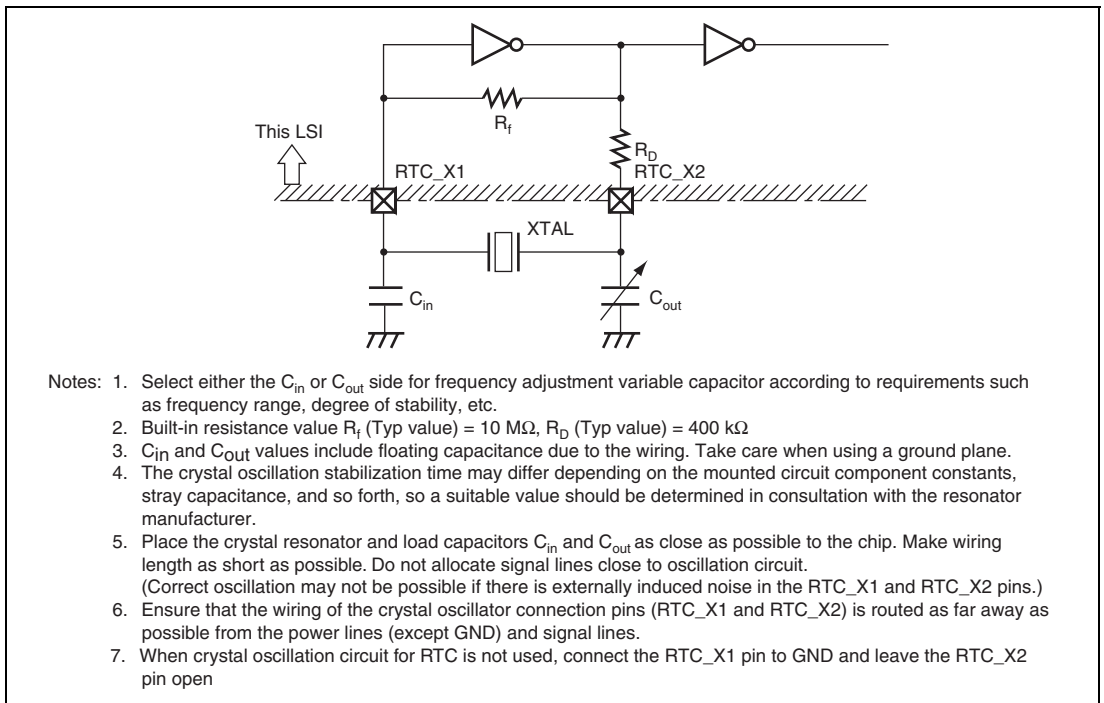 R_f
This LSI
R_D
RTC_X1
RTC_X2
XTAL
C_in
C_out
Notes: 1. Select either the C_in or C_out side for frequency adjustment variable capacitor according to requirements such
as frequency range, degree of stability, etc.
2. Built-in resistance value R_f (Typ value) = 10 MΩ, R_D (Typ value) = 400 kΩ
3. Cin and Cout values include floating capacitance due to the wiring. Take care when using a ground plane.
4. The crystal oscillation stabilization time may differ depending on the mounted circuit component constants,
stray capacitance, and so forth, so a suitable value should be determined in consultation with the resonator
manufacturer.
5. Place the crystal resonator and load capacitors C_in and C_out as close as possible to the chip. Make wiring
length as short as possible. Do not allocate signal lines close to oscillation circuit.
(Correct oscillation may not be possible if there is externally induced noise in the RTC_X1 and RTC_X2 pins.)
6. Ensure that the wiring of the crystal oscillator connection pins (RTC_X1 and RTC_X2) is routed as far away as
possible from the power lines (except GND) and signal lines.
7. When crystal oscillation circuit for RTC is not used, connect the RTC_X1 pin to GND and leave the RTC_X2
pin open